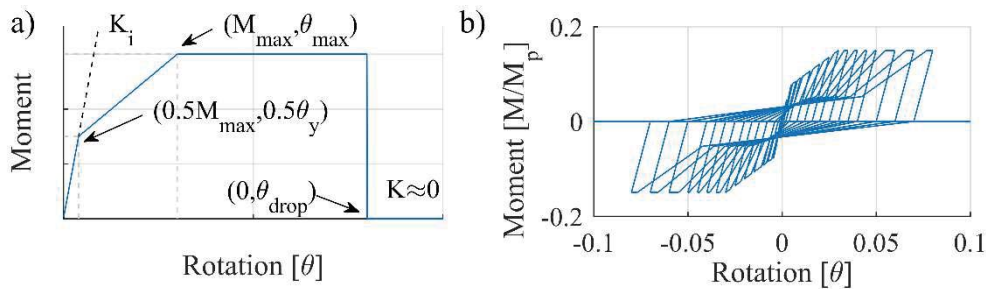 a)
K_i
(M_max,θ_max)
Moment
(0.5M_max,0.5θ_y)
(0,θ_drop)
K≈0
Rotation [θ]
b)
Moment [M/M_p]
0.2
0
-0.2
-0.1 -0.05 0 0.05 0.1
Rotation [θ]